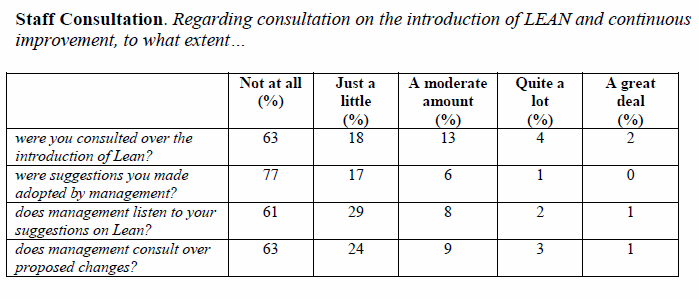 Staff Consultation. Regarding consultation on the introduction of LEAN and continuous
improvement, to what extent…
Not at all (%) Just a little (%) A moderate amount (%) Quite a lot (%) A great deal (%)
were you consulted over the introduction of Lean? 63 18 13 4 2
were suggestions you made adopted by management? 77 17 6 1 0
does management listen to your suggestions on Lean? 61 29 8 2 1
does management consult over proposed changes? 63 24 9 3 1